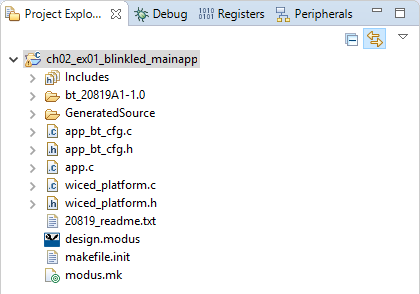 Project Explo... Debug Registers Peripherals
ch02_ex01_blinkled_mainapp
Includes
bt_20819A1-1.0
GeneratedSource
app_bt_cfg.c
app_bt_cfg.h
app.c
wiced_platform.c
wiced_platform.h
20819_readme.txt
design.modus
makefile.init
modus.mk